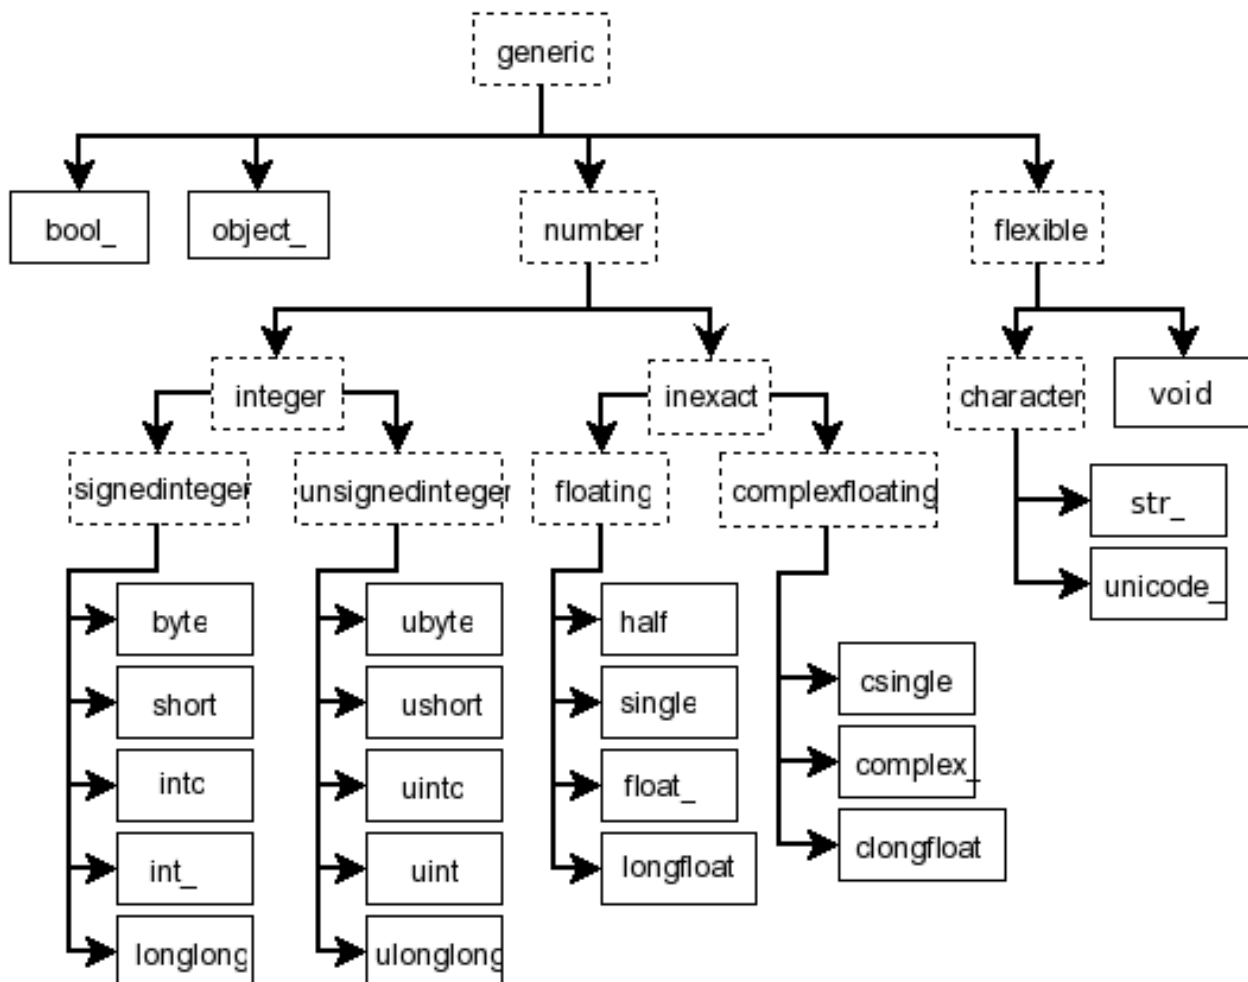 generic
bool_
object_
number
flexible
integer
inexact
character
void
signedinteger
unsignedinteger
floating
complexfloating
str_
unicode_
byte
ubyte
half
csingle
short
ushort
single
complex_
intc
uintc
float_
clongfloat
int_
uint
longfloat
longlong
ulonglong